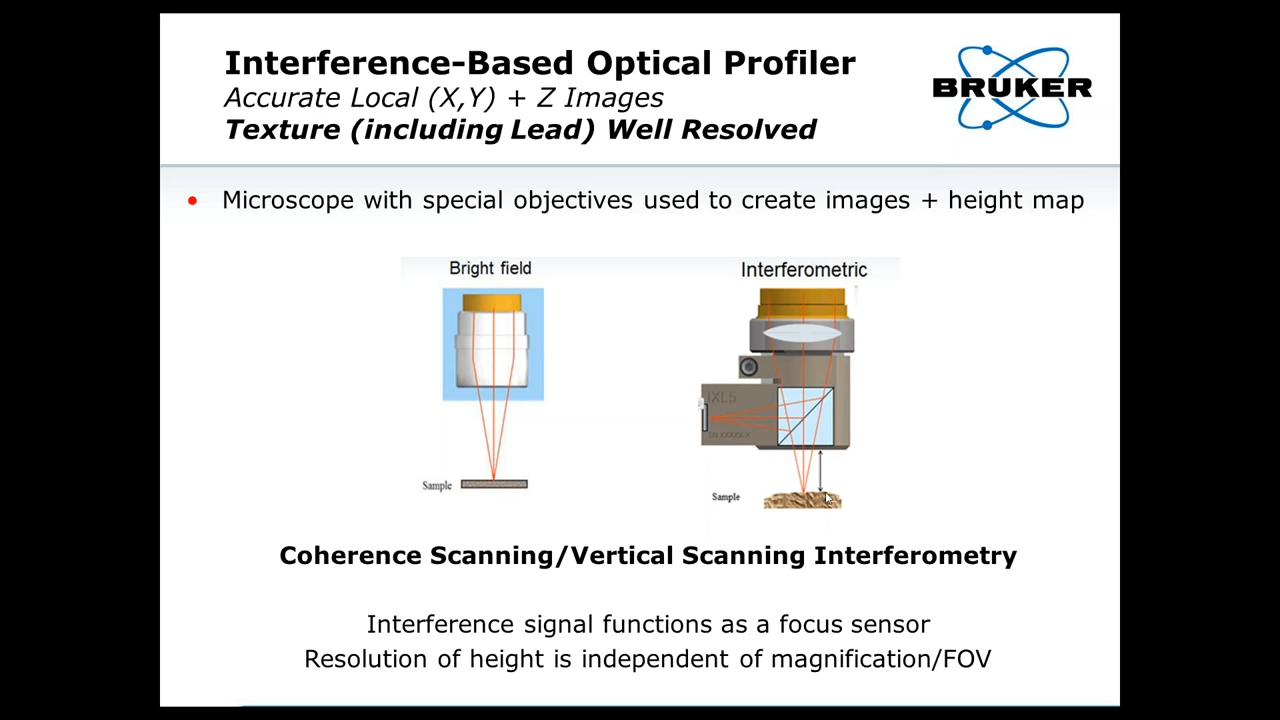 Interference-Based Optical Profiler
Accurate Local (X,Y) + Z Images
Texture (including Lead) Well Resolved
BRUKER
• Microscope with special objectives used to create images + height map
Bright field
Interferometric
IXL5
Sample
Sample
Coherence Scanning/Vertical Scanning Interferometry
Interference signal functions as a focus sensor
Resolution of height is independent of magnification/FOV